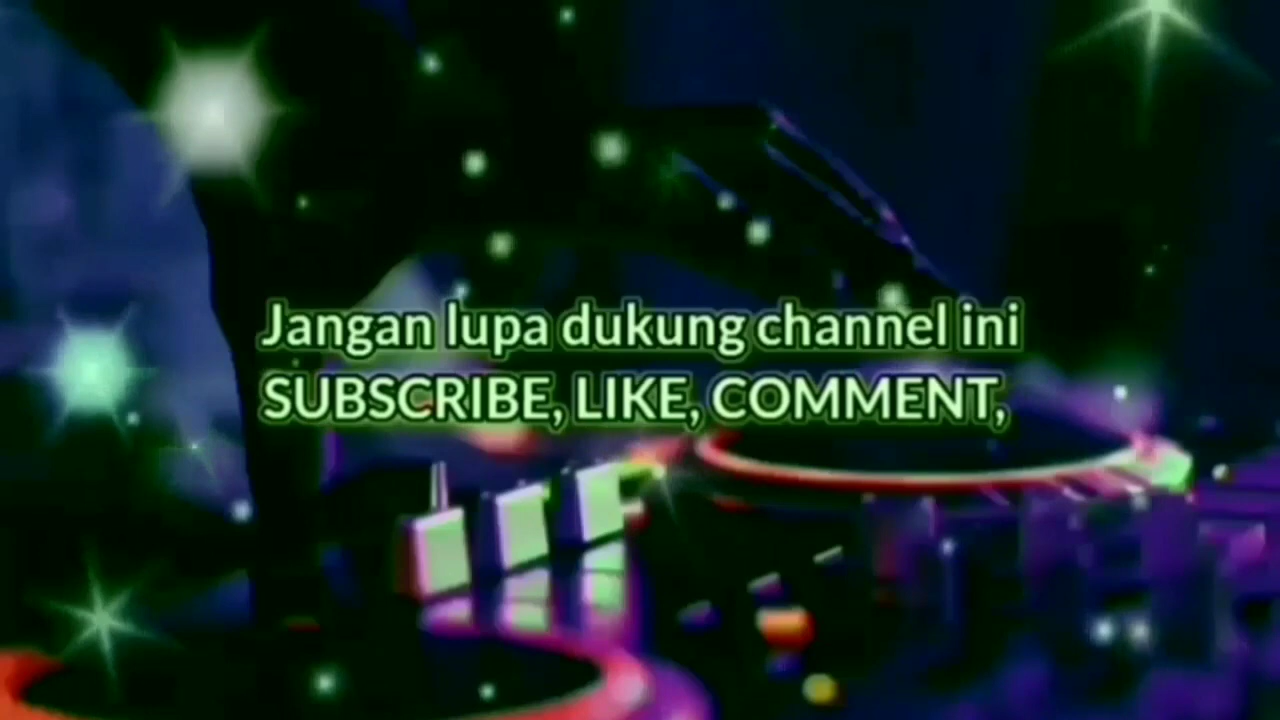 Jangan lupa dukung channel ini
SUBSCRIBE, LIKE, COMMENT,